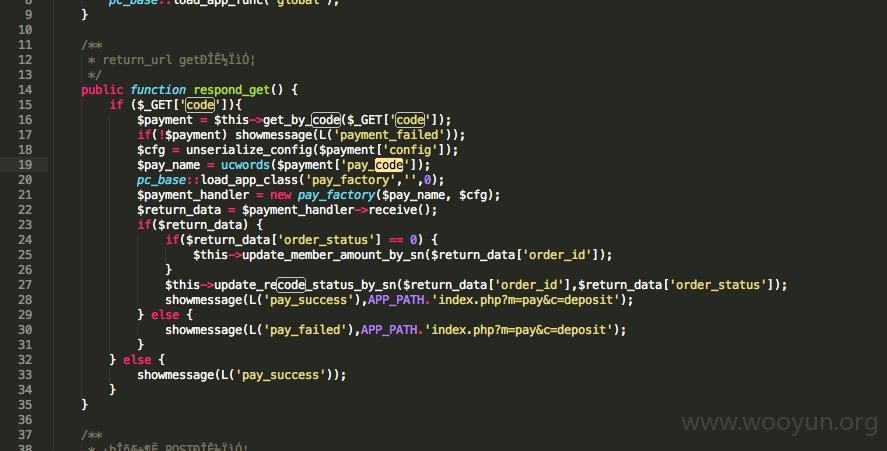 8 pc_base::load_app_func('global');
9 }
10
11 /**
12 * return_url getÐÎÊ½ÏìÓ¦
13 */
14 public function respond_get() {
15 if ($_GET['code']){
16 $payment = $this->get_by_code($_GET['code']);
17 if(!$payment) showmessage(L('payment_failed'));
18 $cfg = unserialize_config($payment['config']);
19 $pay_name = ucwords($payment['pay_code']);
20 pc_base::load_app_class('pay_factory','',0);
21 $payment_handler = new pay_factory($pay_name, $cfg);
22 $return_data = $payment_handler->receive();
23 if($return_data) {
24 if($return_data['order_status'] == 0) {
25 $this->update_member_amount_by_sn($return_data['order_id']);
26 }
27 $this->update_recode_status_by_sn($return_data['order_id'],$return_data['order_status']);
28 showmessage(L('pay_success'),APP_PATH.'index.php?m=pay&c=deposit');
29 } else {
30 showmessage(L('pay_failed'),APP_PATH.'index.php?m=pay&c=deposit');
31 }
32 } else {
33 showmessage(L('pay_success'));
34 }
35 }
36
37 /**
38 POST
www.wooyun.org